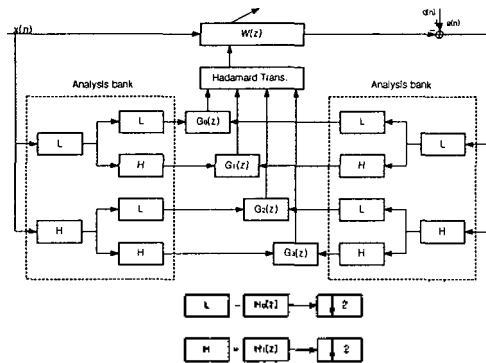 d(n)
x(n)
W(z)
+
−
e(n)
Hadamard Trans.
Analysis bank
Analysis bank
L
G₀(z)
L
L
L
H
G₁(z)
H
L
G₂(z)
L
H
H
H
G₃(z)
H
L = H₀(z) 2
H = H₁(z) 2